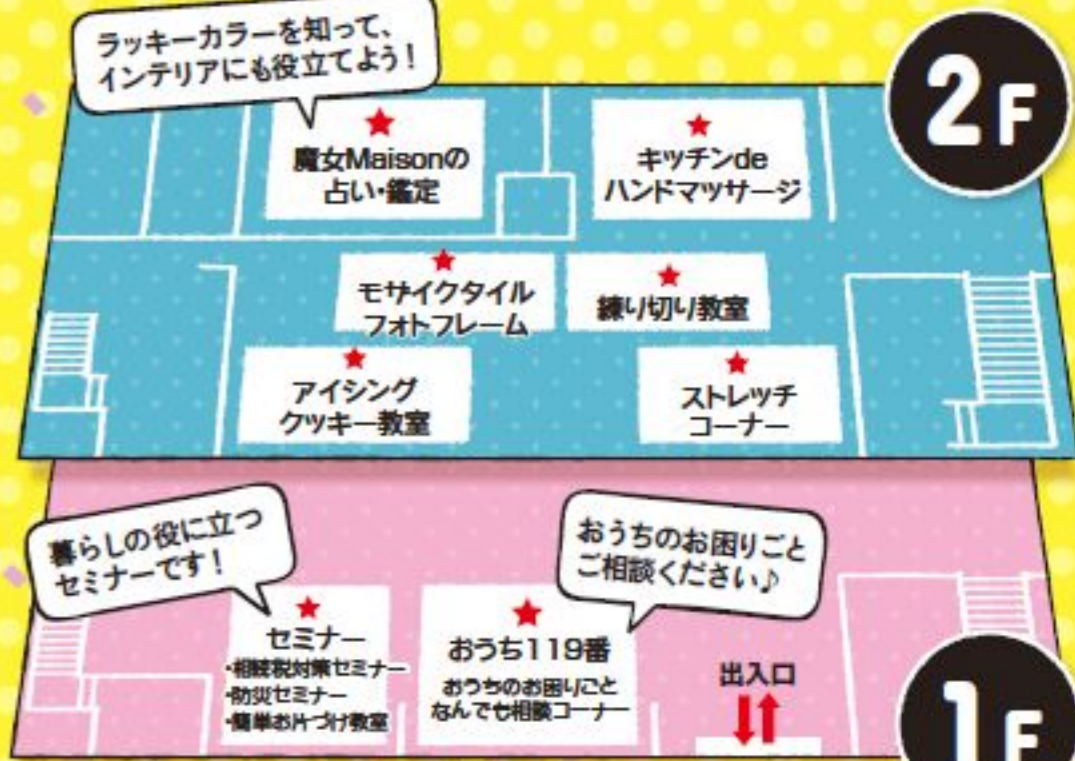 ラッキーカラーを知って、
インテリアにも役立てよう!
2F
★
魔女Maisonの
占い・鑑定
★
キッチンde
ハンドマッサージ
★
モザイクタイル
フォトフレーム
★
練り切り教室
★
アイシング
クッキー教室
★
ストレッチ
コーナー
暮らしの役に立つ
セミナーです!
おうちのお困りごと
ご相談ください♪
★
セミナー
・相続税対策セミナー
・防災セミナー
・簡単お片づけ教室
★
おうち119番
おうちのお困りごと
なんでも相談コーナー
出入口
1F